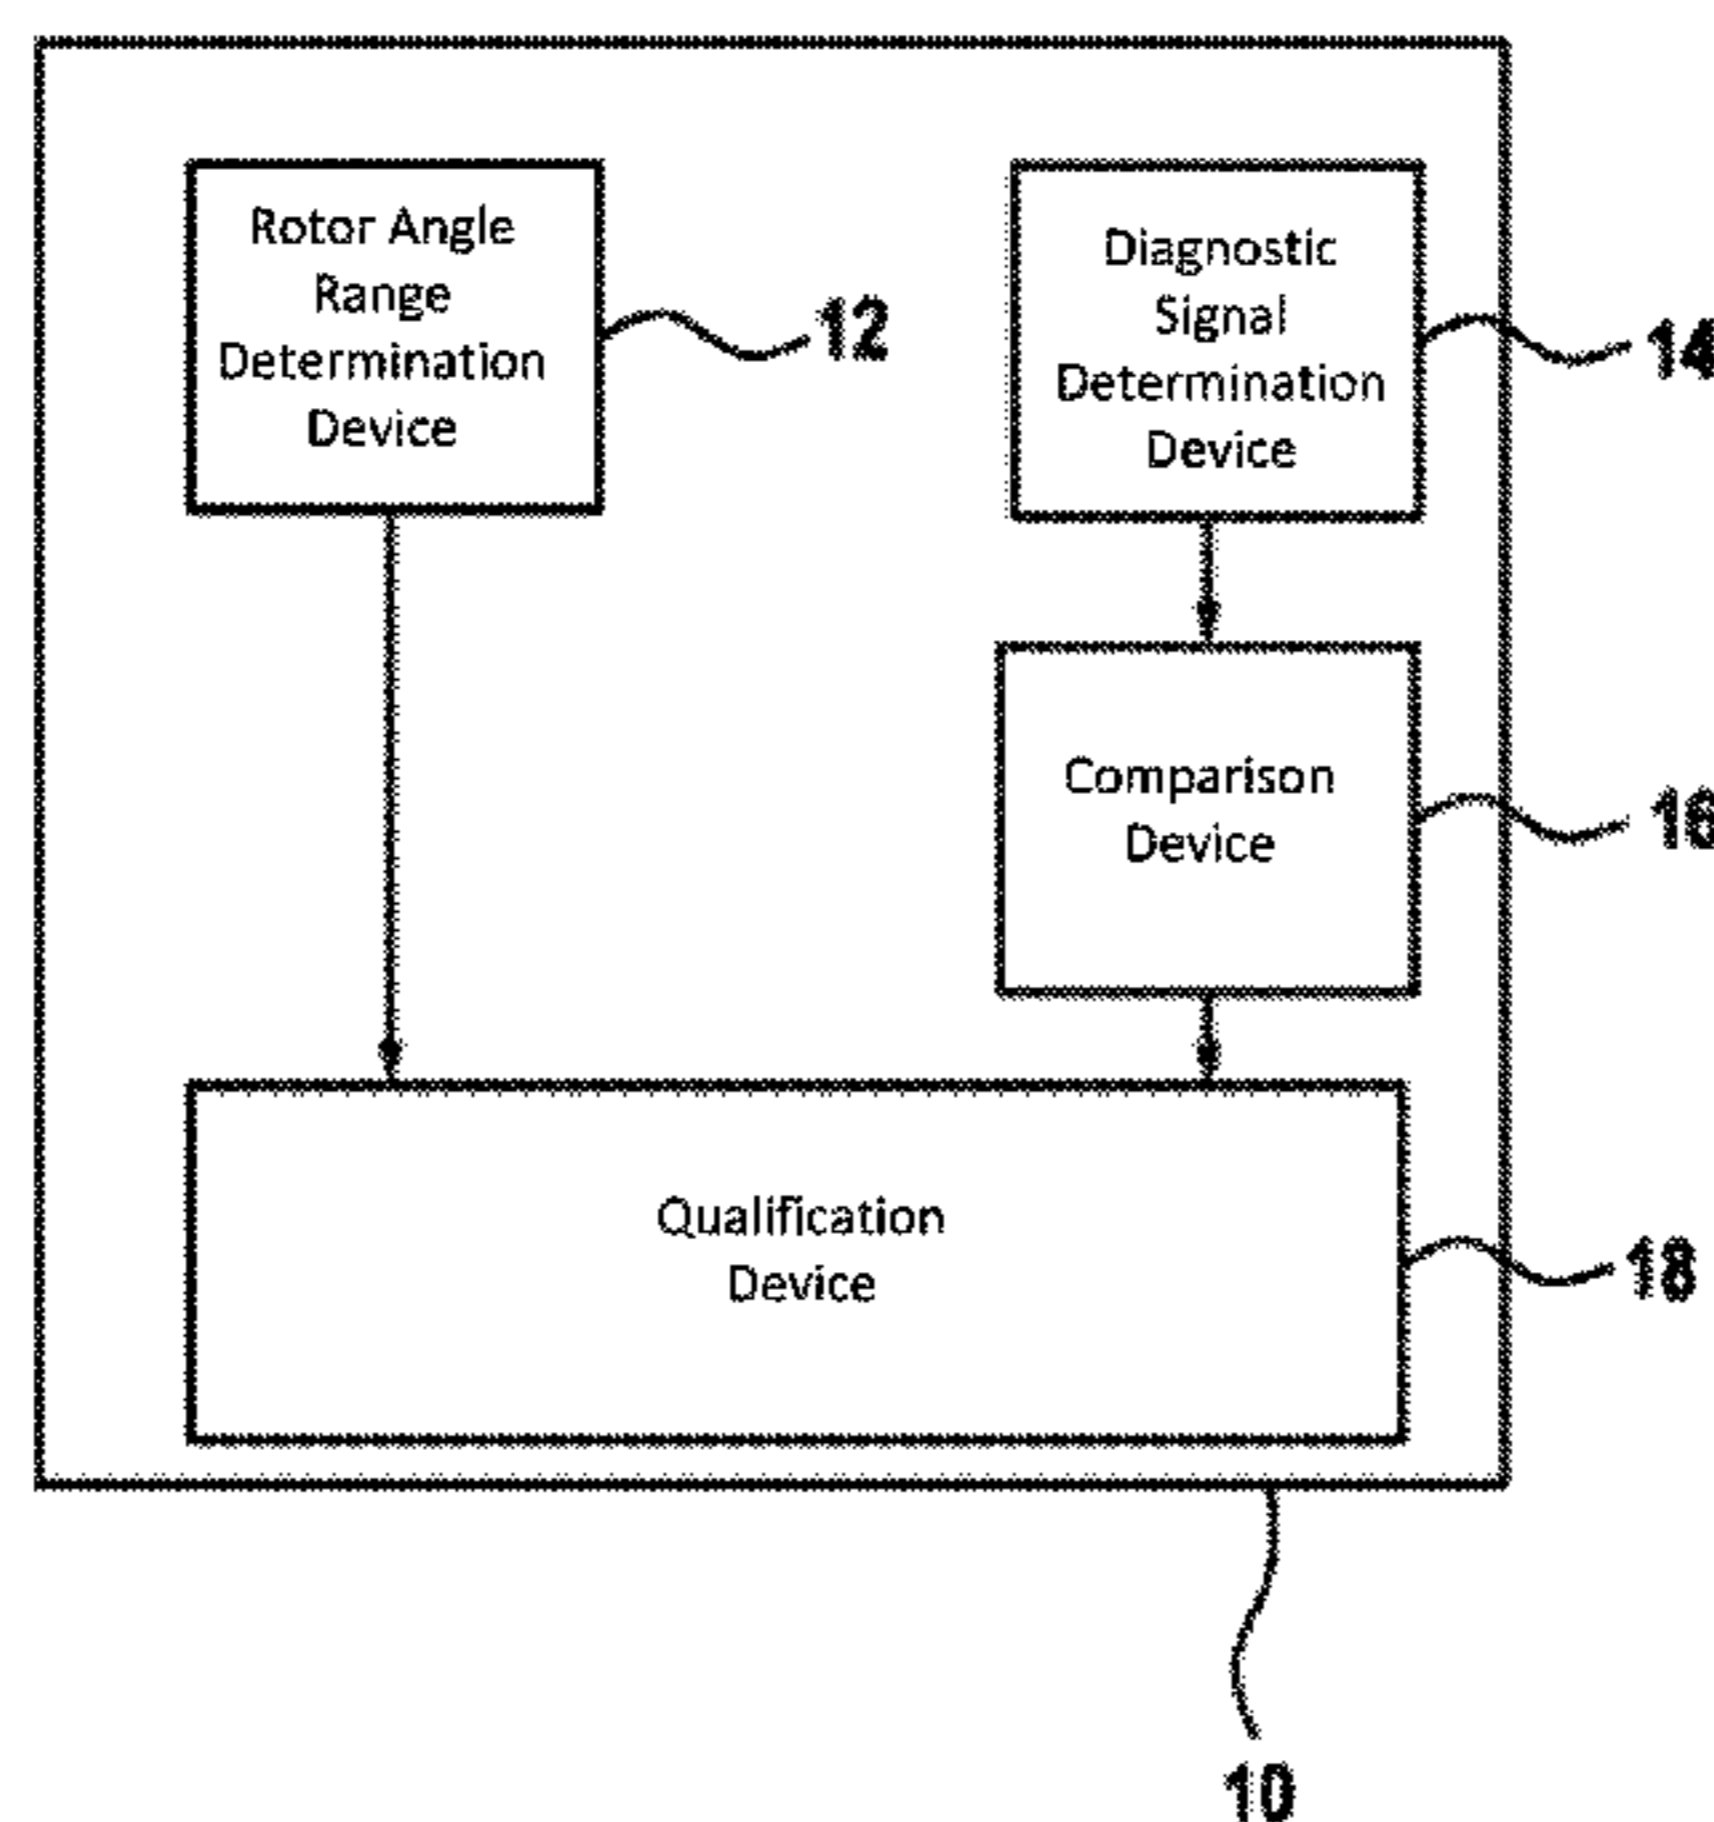 Rotor Angle
Range
Determination
Device
12
Diagnostic
Signal
Determination
Device
14
Comparison
Device
16
Qualification
Device
18
10